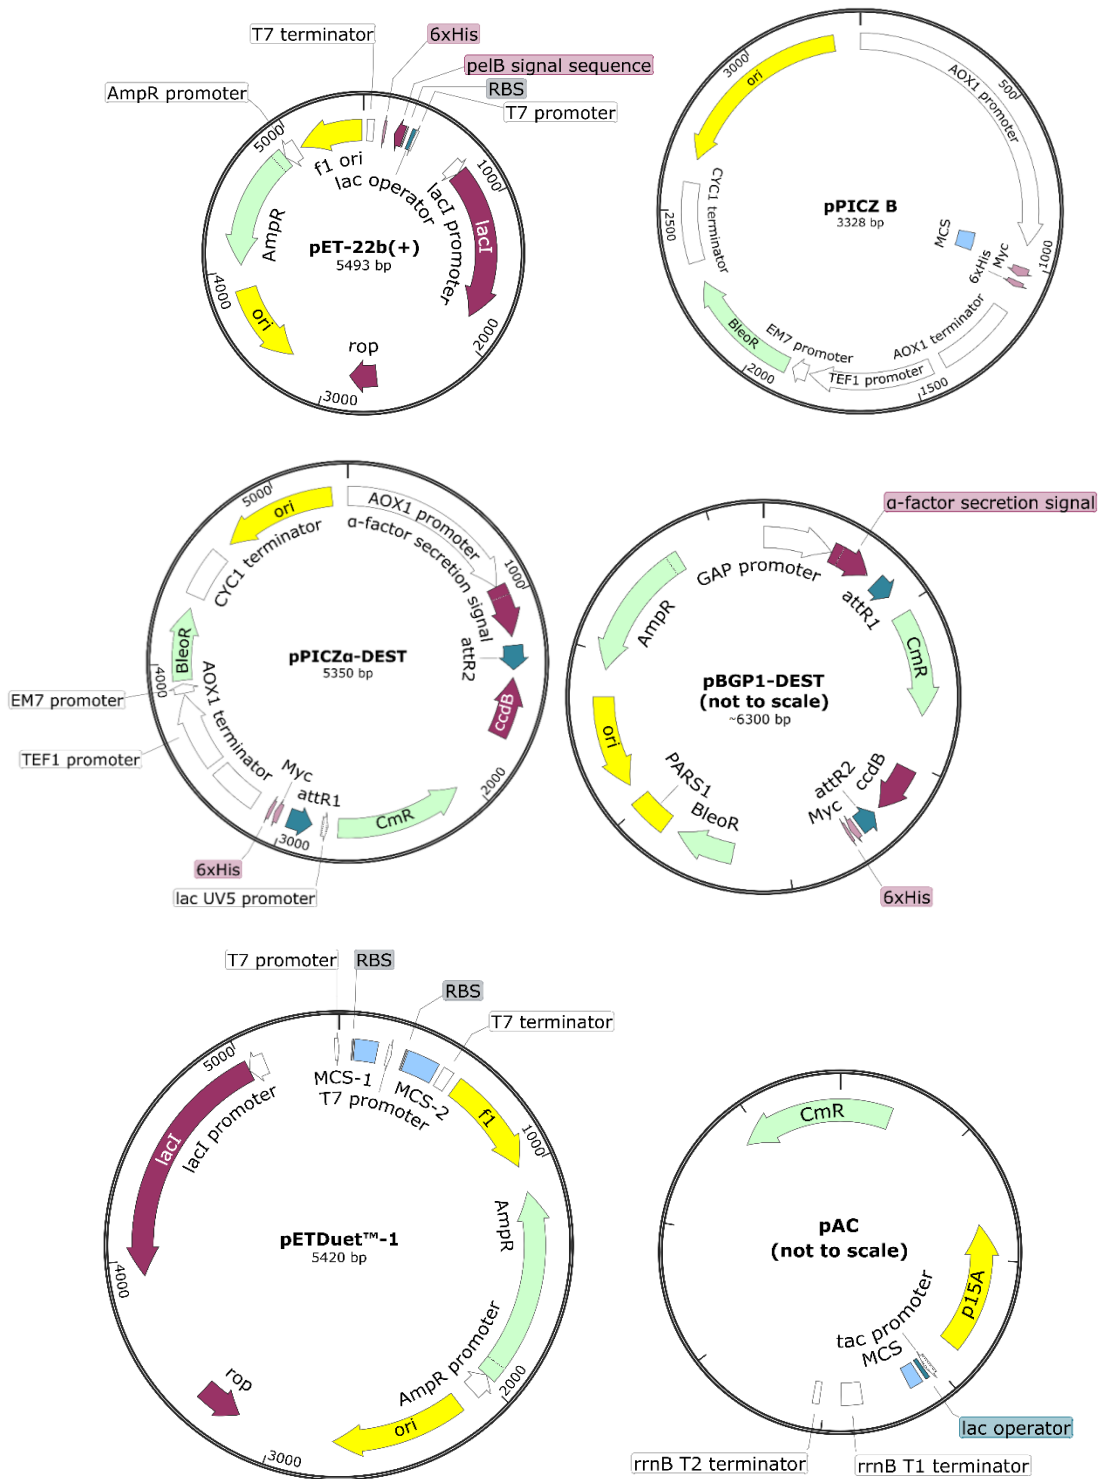 T7 terminator
6xHis
pelB signal sequence
RBS
T7 promoter
AmpR promoter
5000
f1 ori
lac operator
lacI promoter
1000
lacI
AmpR
pET-22b(+)
5493 bp
4000
ori
2000
rop
3000
3000
ori
AOX1 promoter
500
CYC1 terminator
2500
pPICZ B
3328 bp
MCS
6xHis
Myc
1000
AOX1 terminator
BleoR
EM7 promoter
TEF1 promoter
2000
1500
5000
ori
AOX1 promoter
α-factor secretion signal
CYC1 terminator
1000
attR2
BleoR
pPICZα-DEST
5350 bp
4000
ccdB
EM7 promoter
AOX1 terminator
TEF1 promoter
Myc
attR1
2000
CmR
3000
6xHis
lac UV5 promoter
α-factor secretion signal
GAP promoter
attR1
AmpR
CmR
pBGP1-DEST
(not to scale)
~6300 bp
ori
PARS1
attR2
ccdB
BleoR
Myc
6xHis
T7 promoter
RBS
RBS
T7 terminator
5000
MCS-1
T7 promoter
MCS-2
f1
1000
lacI promoter
lacI
AmpR
pETDuet™-1
5420 bp
4000
AmpR promoter
2000
rop
ori
3000
CmR
pAC
(not to scale)
p15A
tac promoter
MCS
lac operator
rrnB T2 terminator
rrnB T1 terminator